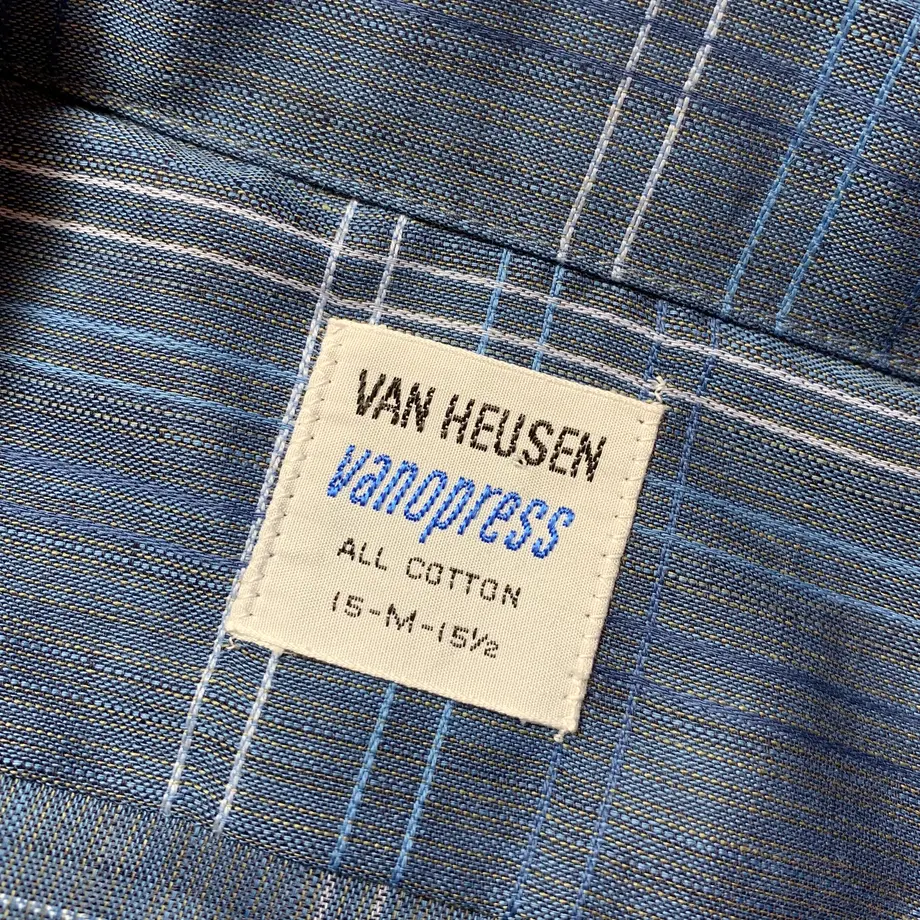 VAN HEUSEN
vanopress
ALL COTTON
15-M-15½